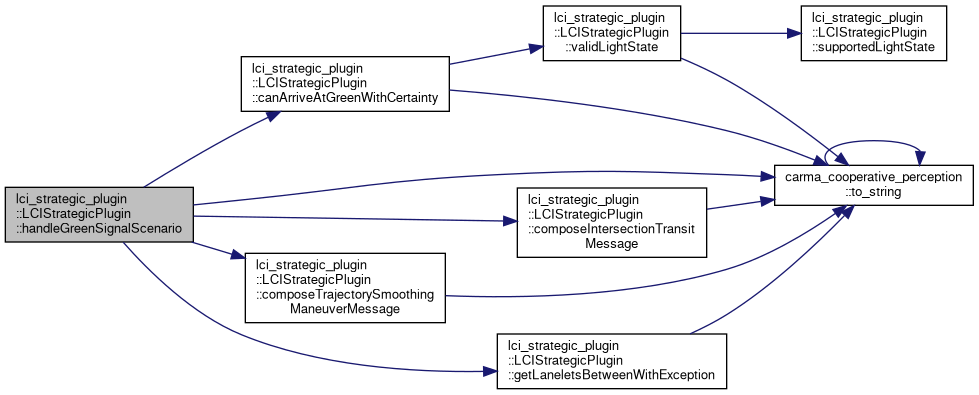 lci_strategic_plugin
::LCIStrategicPlugin
::handleGreenSignalScenario
lci_strategic_plugin
::LCIStrategicPlugin
::canArriveAtGreenWithCertainty
lci_strategic_plugin
::LCIStrategicPlugin
::validLightState
lci_strategic_plugin
::LCIStrategicPlugin
::supportedLightState
carma_cooperative_perception
::to_string
lci_strategic_plugin
::LCIStrategicPlugin
::composeIntersectionTransit
Message
lci_strategic_plugin
::LCIStrategicPlugin
::composeTrajectorySmoothing
ManeuverMessage
lci_strategic_plugin
::LCIStrategicPlugin
::getLaneletsBetweenWithException